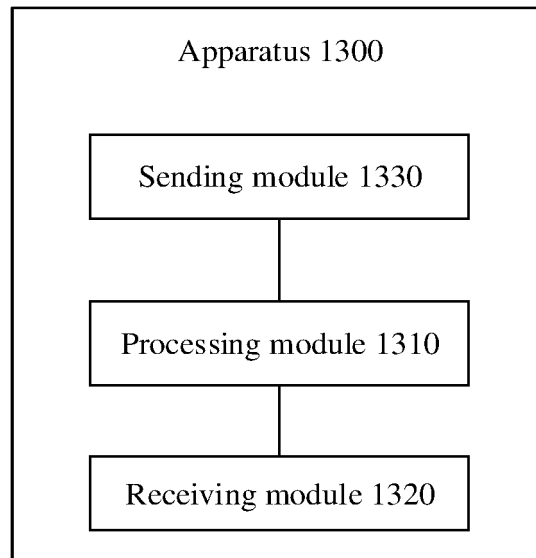 Apparatus 1300
Sending module 1330
Processing module 1310
Receiving module 1320